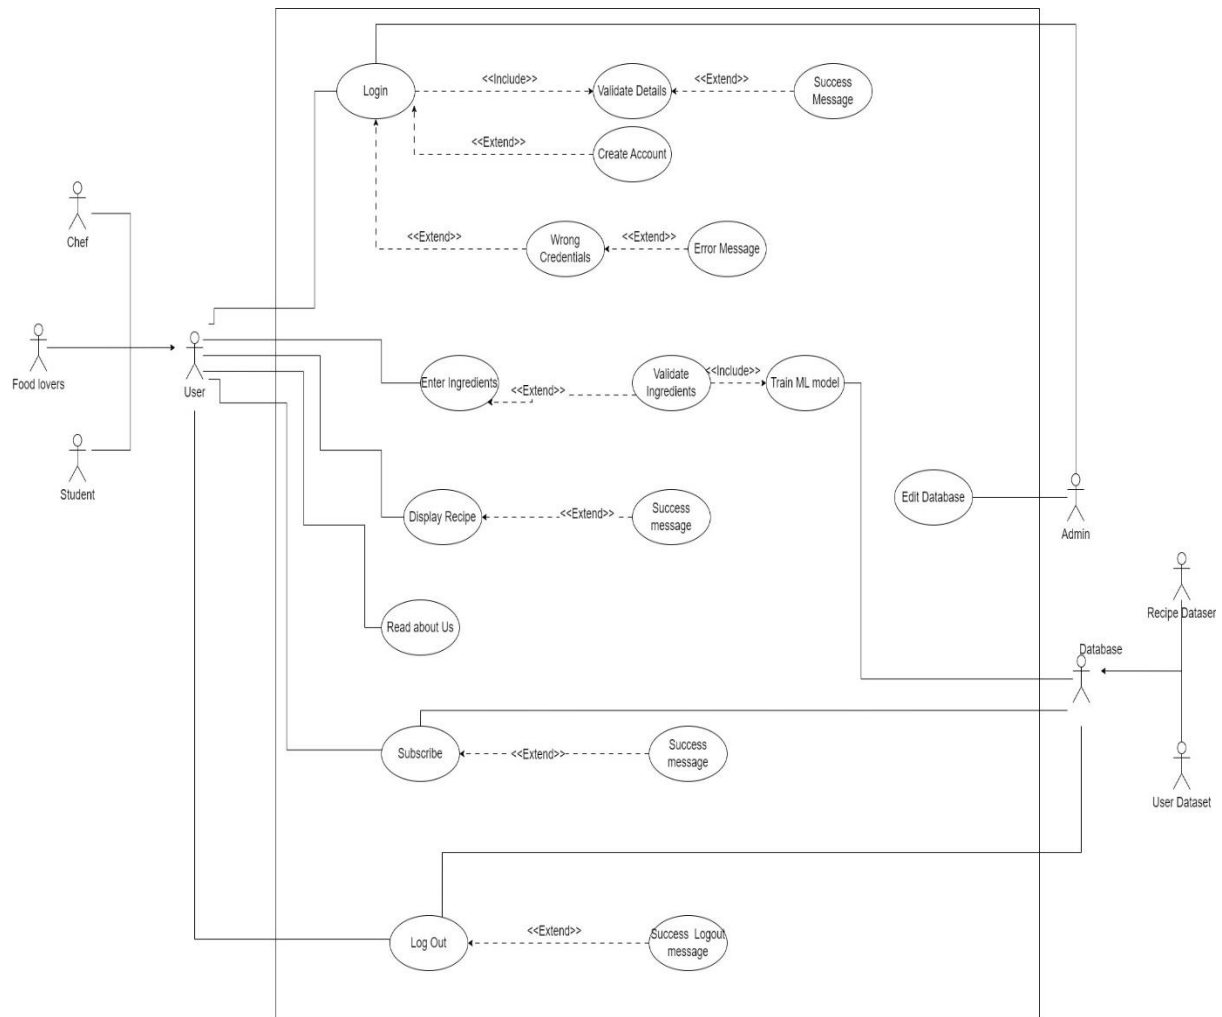 <<Include>>
<<Extend>>
Login
Validate Details
Success
Message
<<Extend>>
Create Account
Chef
<<Extend>>
Wrong
Credentials
<<Extend>>
Error Message
Food lovers
User
Enter Ingredients
<<Extend>>
Validate
Ingredients
<<Include>>
Train ML model
Student
Display Recipe
<<Extend>>
Success
message
Edit Database
Admin
Recipe Dataser
Read about Us
Database
Subscribe
<<Extend>>
Success
message
User Dataset
Log Out
<<Extend>>
Success Logout
message